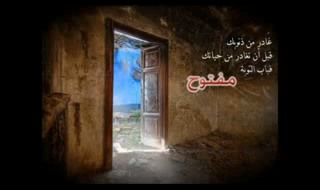 غادر من ذنوبك
قبل أن تغادر من حياتك
فباب التوبة
مفتوح